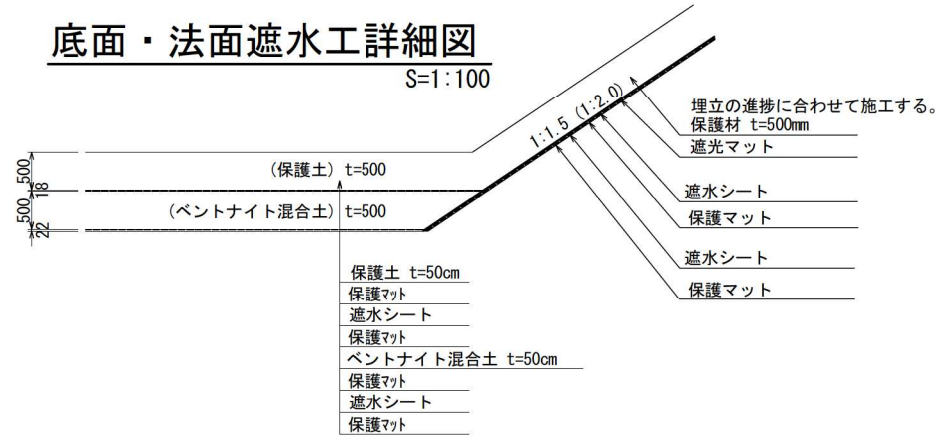 底面・法面遮水工詳細図
S=1:100
埋立の進捗に合わせて施工する。
保護材 t=500mm
遮光マット
遮水シート
保護マット
遮水シート
保護マット
1:1.5 (1:2.0)
500
18
500
22
(保護土) t=500
(ベントナイト混合土) t=500
保護土 t=50cm
保護マット
遮水シート
保護マット
ベントナイト混合土 t=50cm
保護マット
遮水シート
保護マット